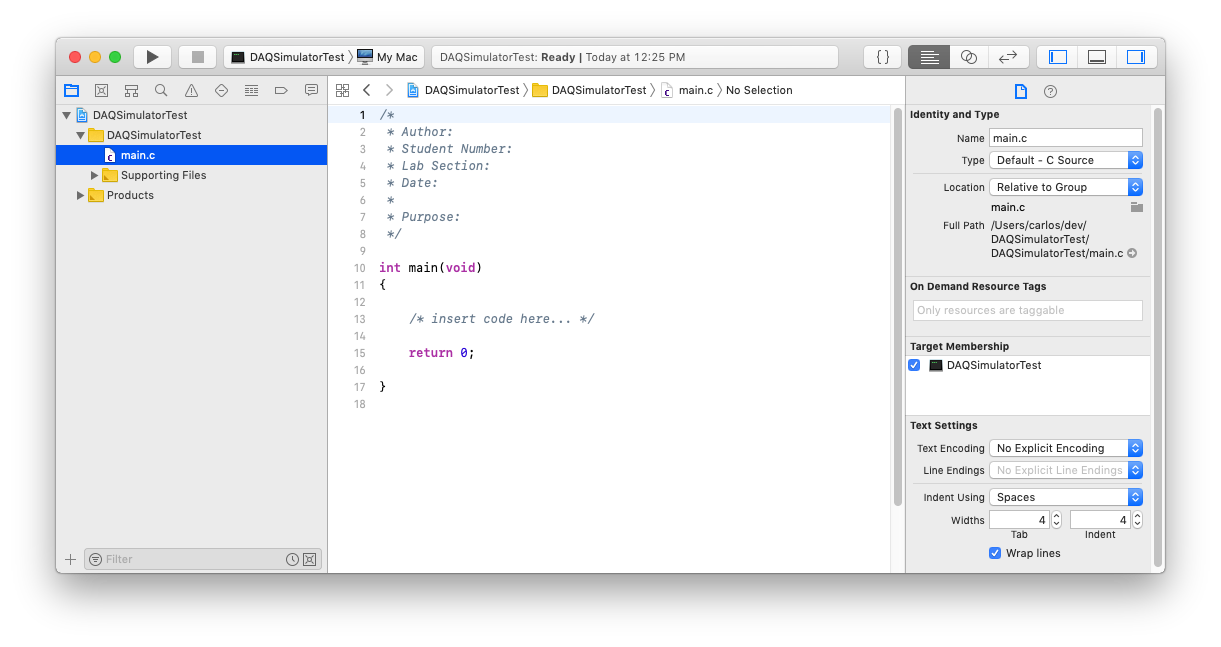 DAQSimulatorTest My Mac
DAQSimulatorTest: Ready | Today at 12:25 PM
{ }
DAQSimulatorTest
DAQSimulatorTest
main.c
Supporting Files
Products
Filter
DAQSimulatorTest DAQSimulatorTest main.c No Selection
1 /*
2 * Author:
3 * Student Number:
4 * Lab Section:
5 * Date:
6 *
7 * Purpose:
8 */
9
10 int main(void)
11 {
12
13 /* insert code here... */
14
15 return 0;
16
17 }
18
Identity and Type
Name main.c
Type Default - C Source
Location Relative to Group
main.c
Full Path /Users/carlos/dev/
DAQSimulatorTest/
DAQSimulatorTest/main.c
On Demand Resource Tags
Only resources are taggable
Target Membership
DAQSimulatorTest
Text Settings
Text Encoding No Explicit Encoding
Line Endings No Explicit Line Endings
Indent Using Spaces
Widths 4 4
Tab Indent
Wrap lines